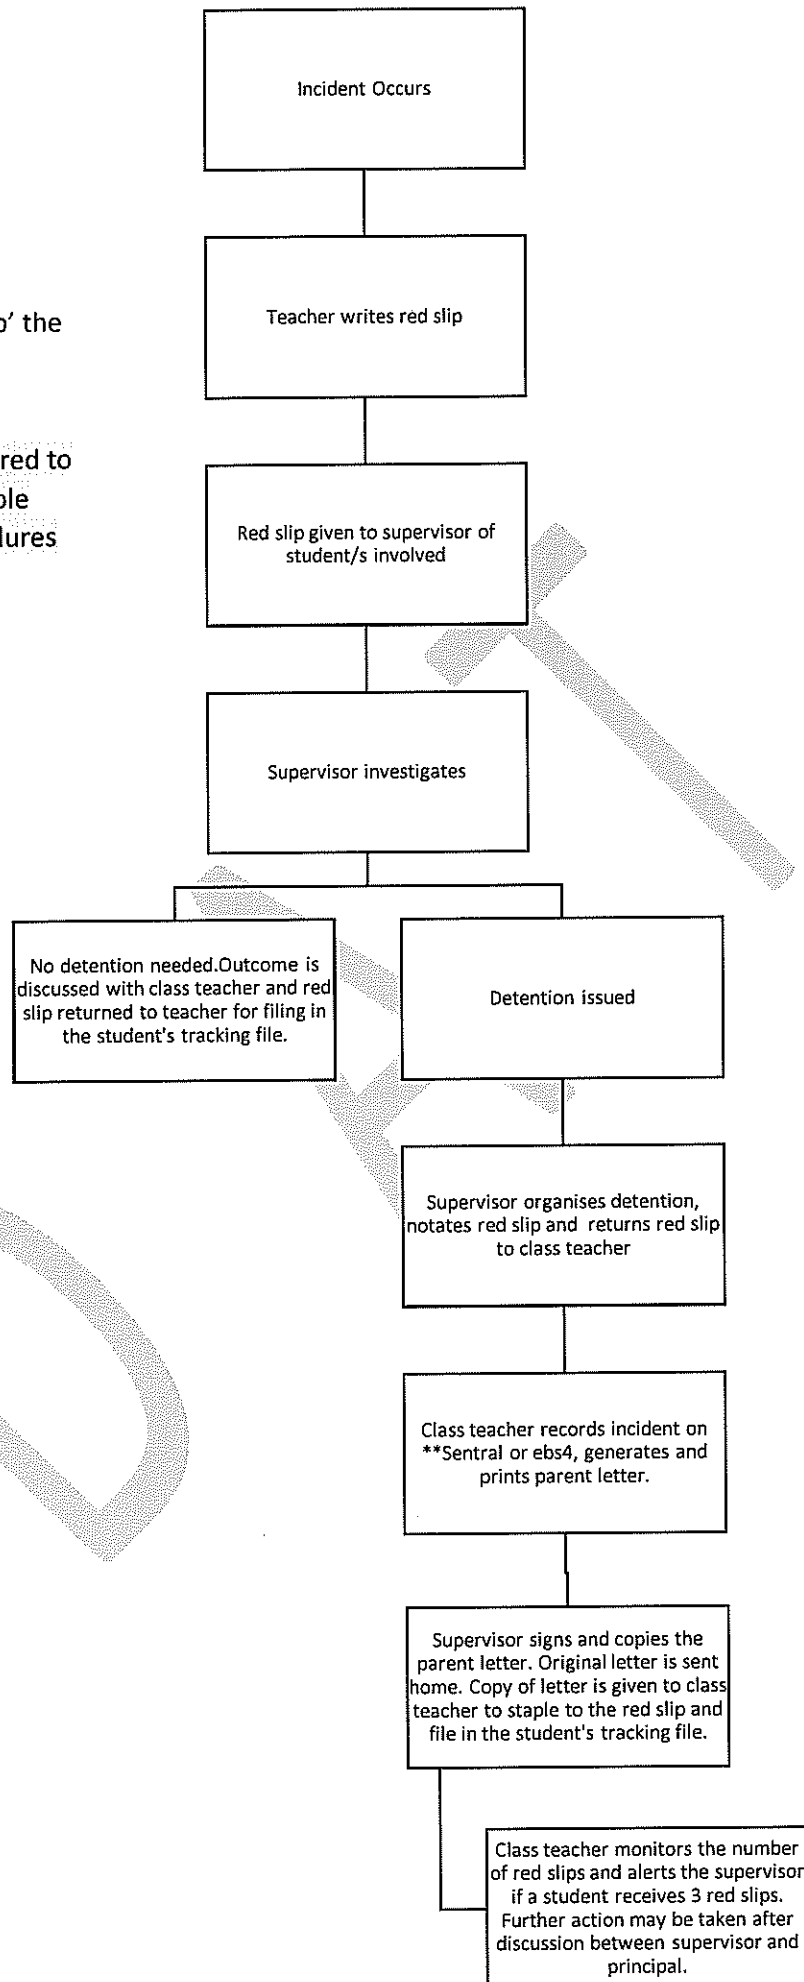 Incident Occurs
Teacher writes red slip
o’ the
red to
ole
lures
Red slip given to supervisor of
student/s involved
Supervisor investigates
No detention needed.Outcome is
discussed with class teacher and red
slip returned to teacher for filing in
the student's tracking file.
Detention issued
Supervisor organises detention,
notates red slip and returns red slip
to class teacher
Class teacher records incident on
**Sentral or ebs4, generates and
prints parent letter.
Supervisor signs and copies the
parent letter. Original letter is sent
home. Copy of letter is given to class
teacher to staple to the red slip and
file in the student's tracking file.
Class teacher monitors the number
of red slips and alerts the supervisor
if a student receives 3 red slips.
Further action may be taken after
discussion between supervisor and
principal.